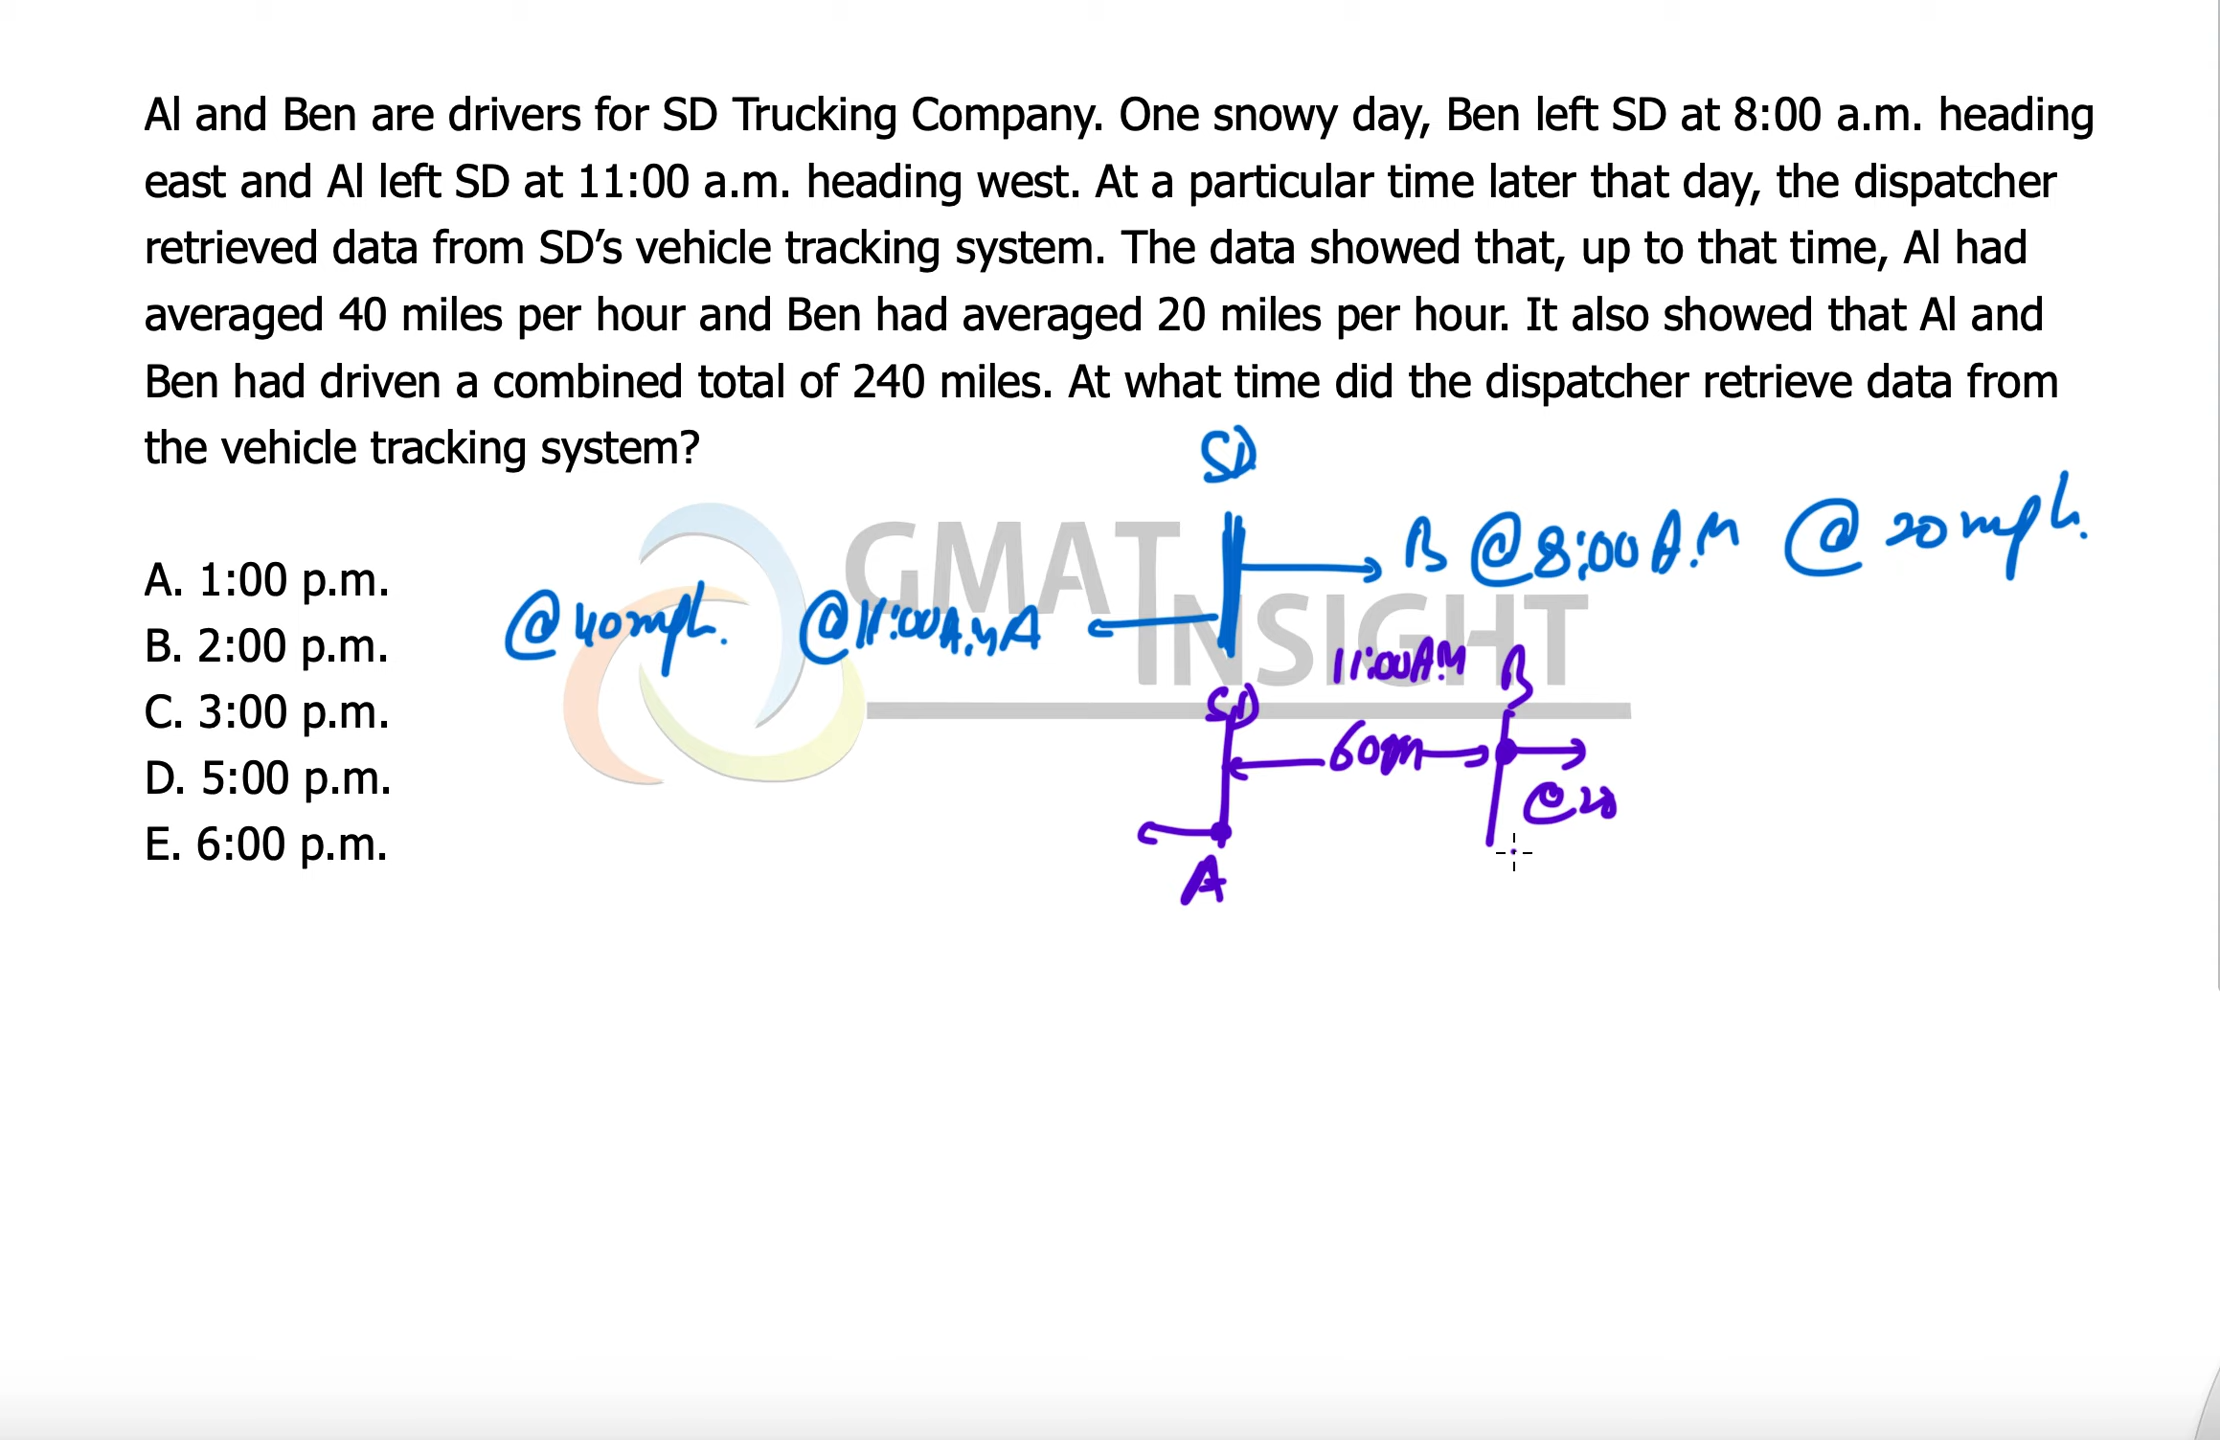 Al and Ben are drivers for SD Trucking Company. One snowy day, Ben left SD at 8:00 a.m. heading
east and Al left SD at 11:00 a.m. heading west. At a particular time later that day, the dispatcher
retrieved data from SD’s vehicle tracking system. The data showed that, up to that time, Al had
averaged 40 miles per hour and Ben had averaged 20 miles per hour. It also showed that Al and
Ben had driven a combined total of 240 miles. At what time did the dispatcher retrieve data from
the vehicle tracking system?
SD
A. 1:00 p.m.
B. 2:00 p.m.
C. 3:00 p.m.
D. 5:00 p.m.
E. 6:00 p.m.
GMAT
INSIGHT
B @8:00 A.M @ 20 mph.
@40mph. @11:00A.M A
11:00AM B
SD
60m
@20
A